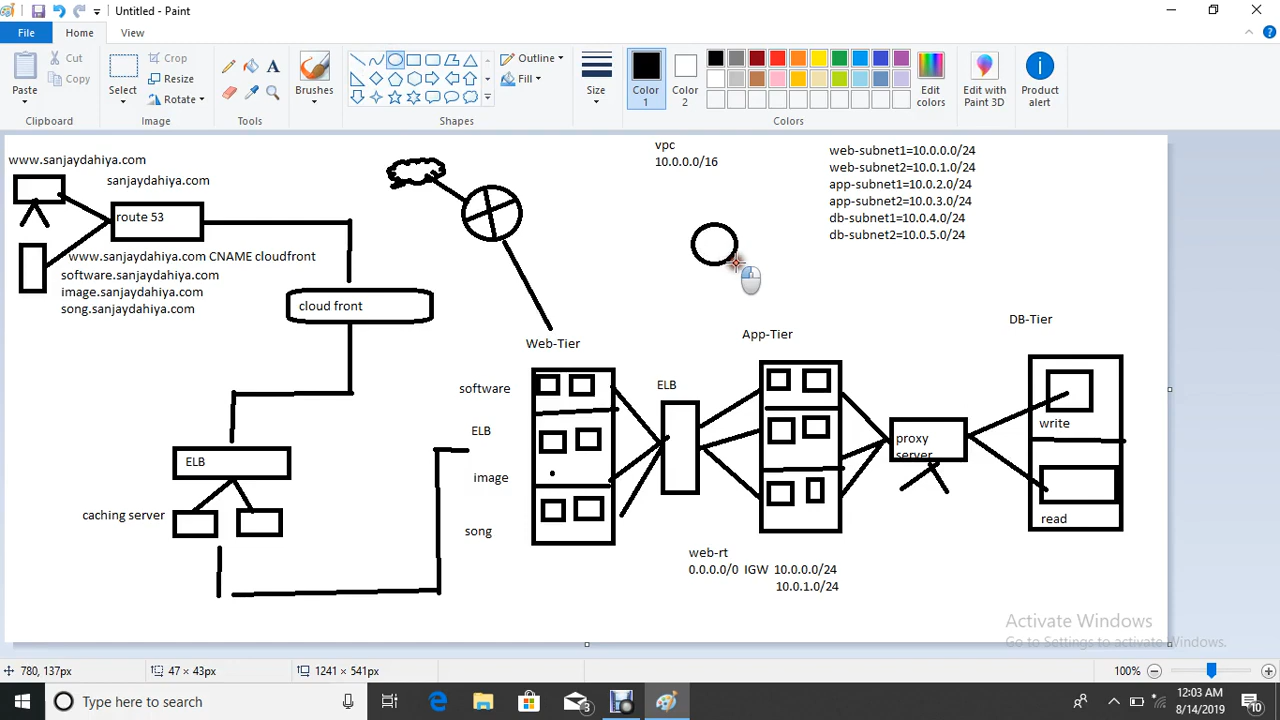 Untitled - Paint
File
Home
View
Paste
Cut
Copy
Clipboard
Select
Crop
Resize
Rotate
Image
Tools
Brushes
Outline
Fill
Shapes
Size
Color 1
Color 2
Edit colors
Colors
Edit with Paint 3D
Product alert
www.sanjaydahiya.com
sanjaydahiya.com
route 53
www.sanjaydahiya.com CNAME cloudfront
software.sanjaydahiya.com
image.sanjaydahiya.com
song.sanjaydahiya.com
cloud front
ELB
caching server
vpc
10.0.0.0/16
web-subnet1=10.0.0.0/24
web-subnet2=10.0.1.0/24
app-subnet1=10.0.2.0/24
app-subnet2=10.0.3.0/24
db-subnet1=10.0.4.0/24
db-subnet2=10.0.5.0/24
Web-Tier
App-Tier
DB-Tier
software
ELB
image
song
ELB
proxy
server
write
read
web-rt
0.0.0.0/0 IGW 10.0.0.0/24
10.0.1.0/24
Activate Windows
Go to Settings to activate Windows.
780, 137px
47 × 43px
1241 × 541px
100%
Type here to search
3
12:03 AM
8/14/2019
10